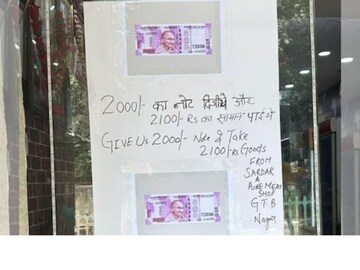 2000/- का नोट दिजीये और
2100/- Rs का सामान पाईये
GIVE Us 2000/- Note & Take
2100/- Rs Goods
FROM
SARDAR
A
PURE MEAT
SHOP
G.T.B
Nagar